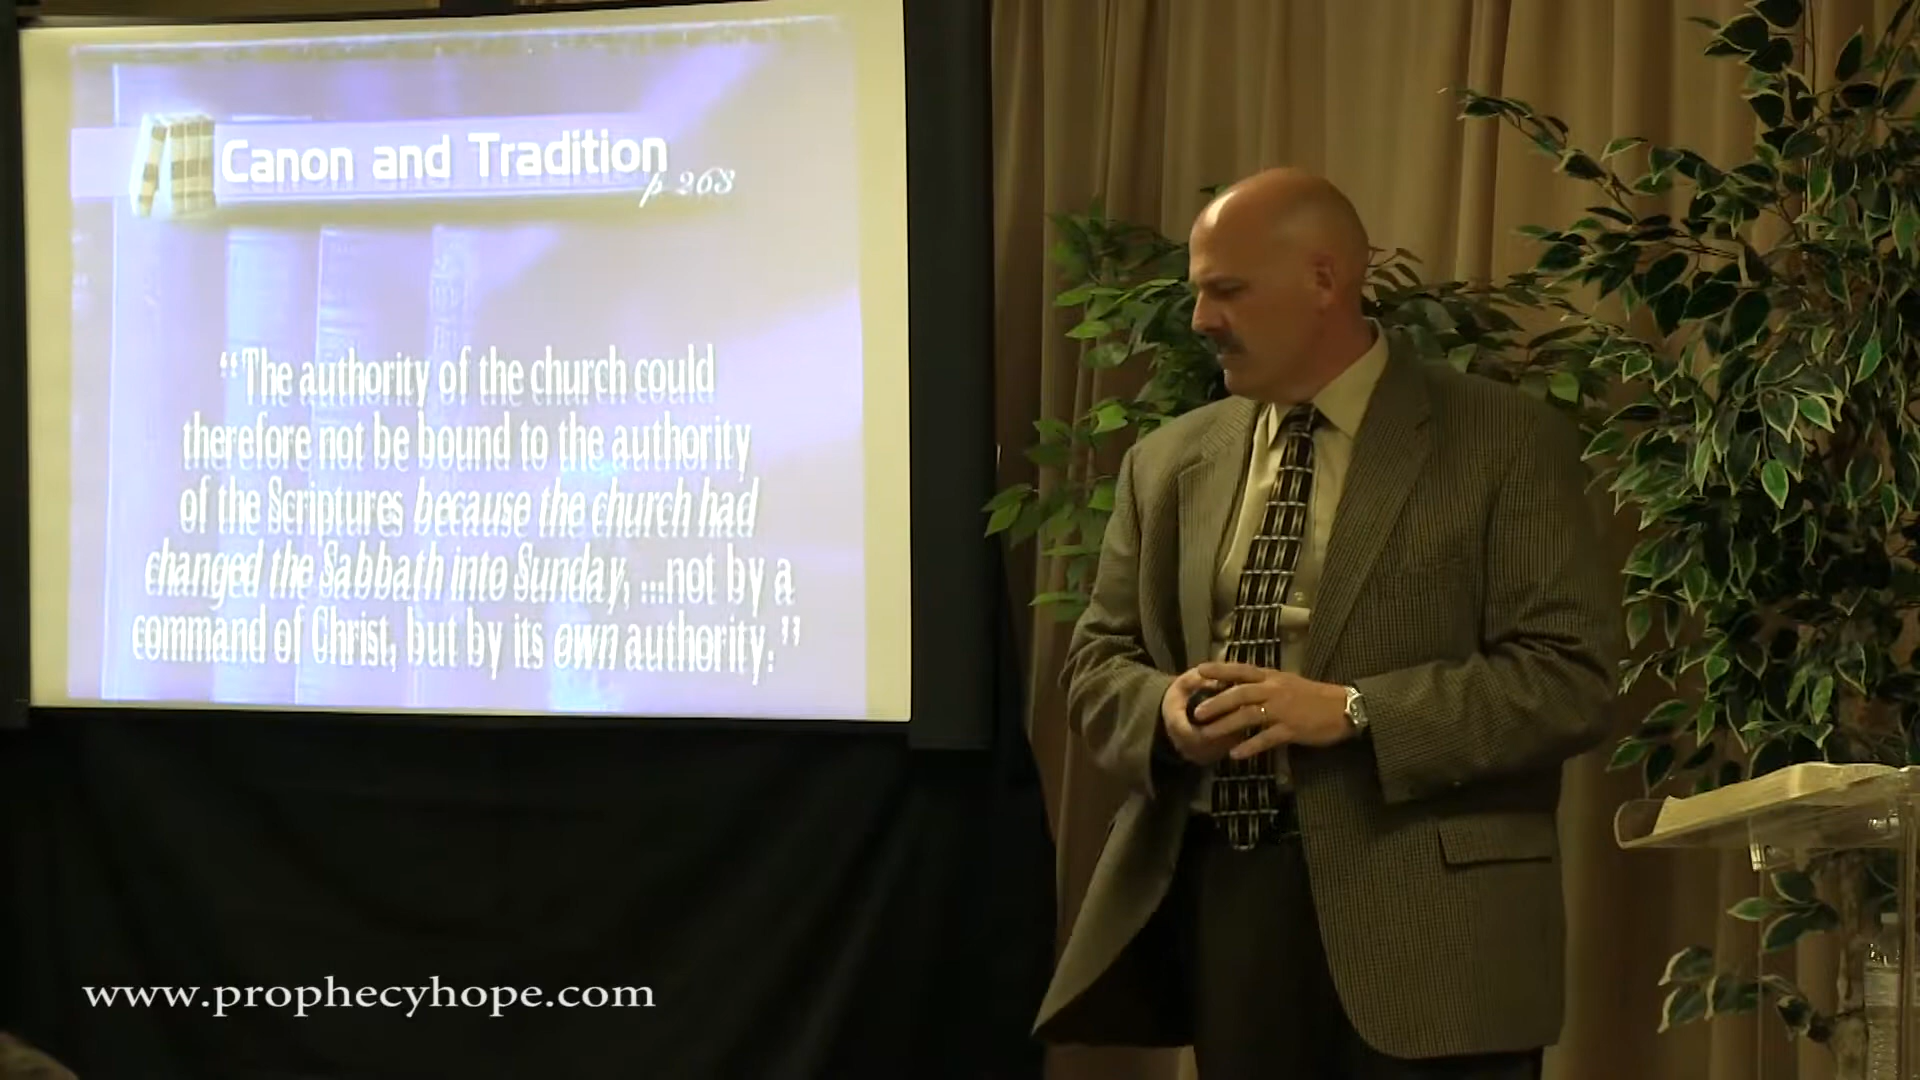 Canon and Tradition
p 268
“The authority of the church could
therefore not be bound to the authority
of the Scriptures because the church had
changed the Sabbath into Sunday, ...not by a
command of Christ, but by its own authority.”
www.prophecyhope.com